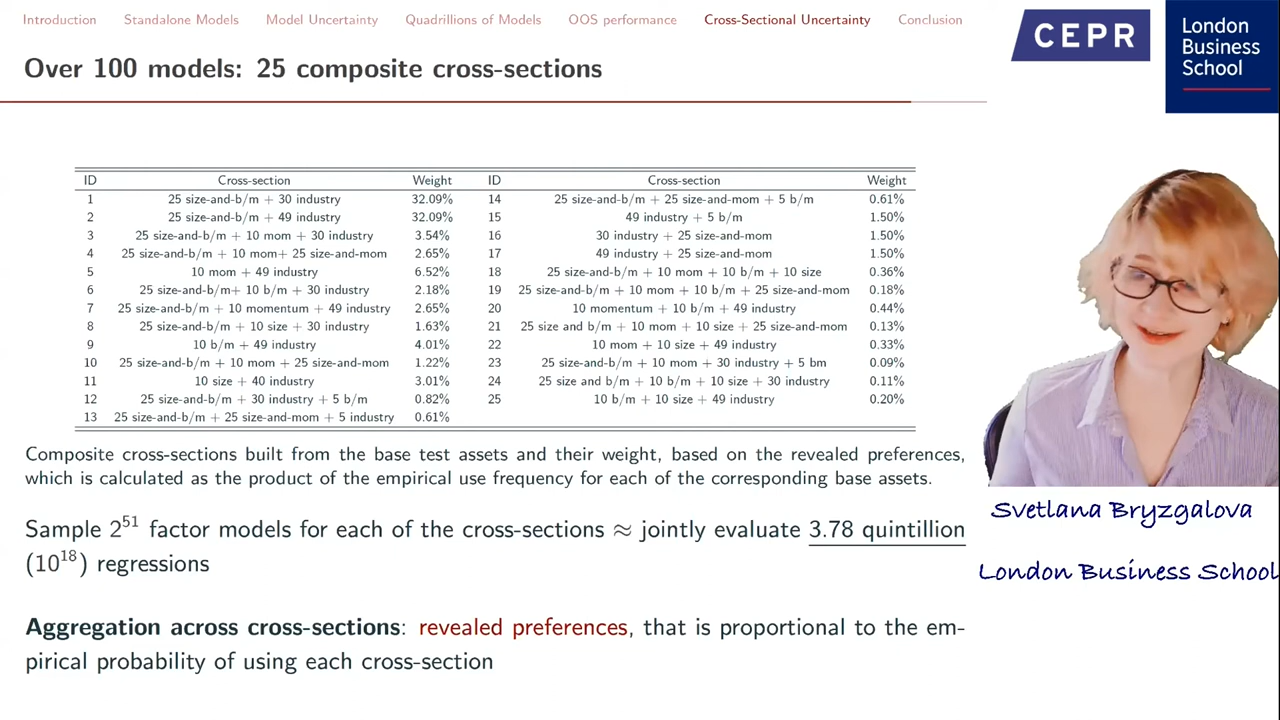 Introduction Standalone Models Model Uncertainty Quadrillions of Models OOS performance Cross-Sectional Uncertainty Conclusion
CEPR
London
Business
School
Over 100 models: 25 composite cross-sections
ID Cross-section Weight ID Cross-section Weight
1 25 size-and-b/m + 30 industry 32.09% 14 25 size-and-b/m + 25 size-and-mom + 5 b/m 0.61%
2 25 size-and-b/m + 49 industry 32.09% 15 49 industry + 5 b/m 1.50%
3 25 size-and-b/m + 10 mom + 30 industry 3.54% 16 30 industry + 25 size-and-mom 1.50%
4 25 size-and-b/m + 10 mom+ 25 size-and-mom 2.65% 17 49 industry + 25 size-and-mom 1.50%
5 10 mom + 49 industry 6.52% 18 25 size-and-b/m + 10 mom + 10 b/m + 10 size 0.36%
6 25 size-and-b/m+ 10 b/m + 30 industry 2.18% 19 25 size-and-b/m + 10 mom + 10 b/m + 25 size-and-mom 0.18%
7 25 size-and-b/m + 10 momentum + 49 industry 2.65% 20 10 momentum + 10 b/m + 49 industry 0.44%
8 25 size-and-b/m + 10 size + 30 industry 1.63% 21 25 size and b/m + 10 mom + 10 size + 25 size-and-mom 0.13%
9 10 b/m + 49 industry 4.01% 22 10 mom + 10 size + 49 industry 0.33%
10 25 size-and-b/m + 10 mom + 25 size-and-mom 1.22% 23 25 size-and-b/m + 10 mom + 30 industry + 5 bm 0.09%
11 10 size + 40 industry 3.01% 24 25 size and b/m + 10 b/m + 10 size + 30 industry 0.11%
12 25 size-and-b/m + 30 industry + 5 b/m 0.82% 25 10 b/m + 10 size + 49 industry 0.20%
13 25 size-and-b/m + 25 size-and-mom + 5 industry 0.61%
Composite cross-sections built from the base test assets and their weight, based on the revealed preferences,
which is calculated as the product of the empirical use frequency for each of the corresponding base assets.
Sample 2^51 factor models for each of the cross-sections ≈ jointly evaluate 3.78 quintillion
(10^18) regressions
Aggregation across cross-sections: revealed preferences, that is proportional to the em-
pirical probability of using each cross-section
Svetlana Bryzgalova
London Business School